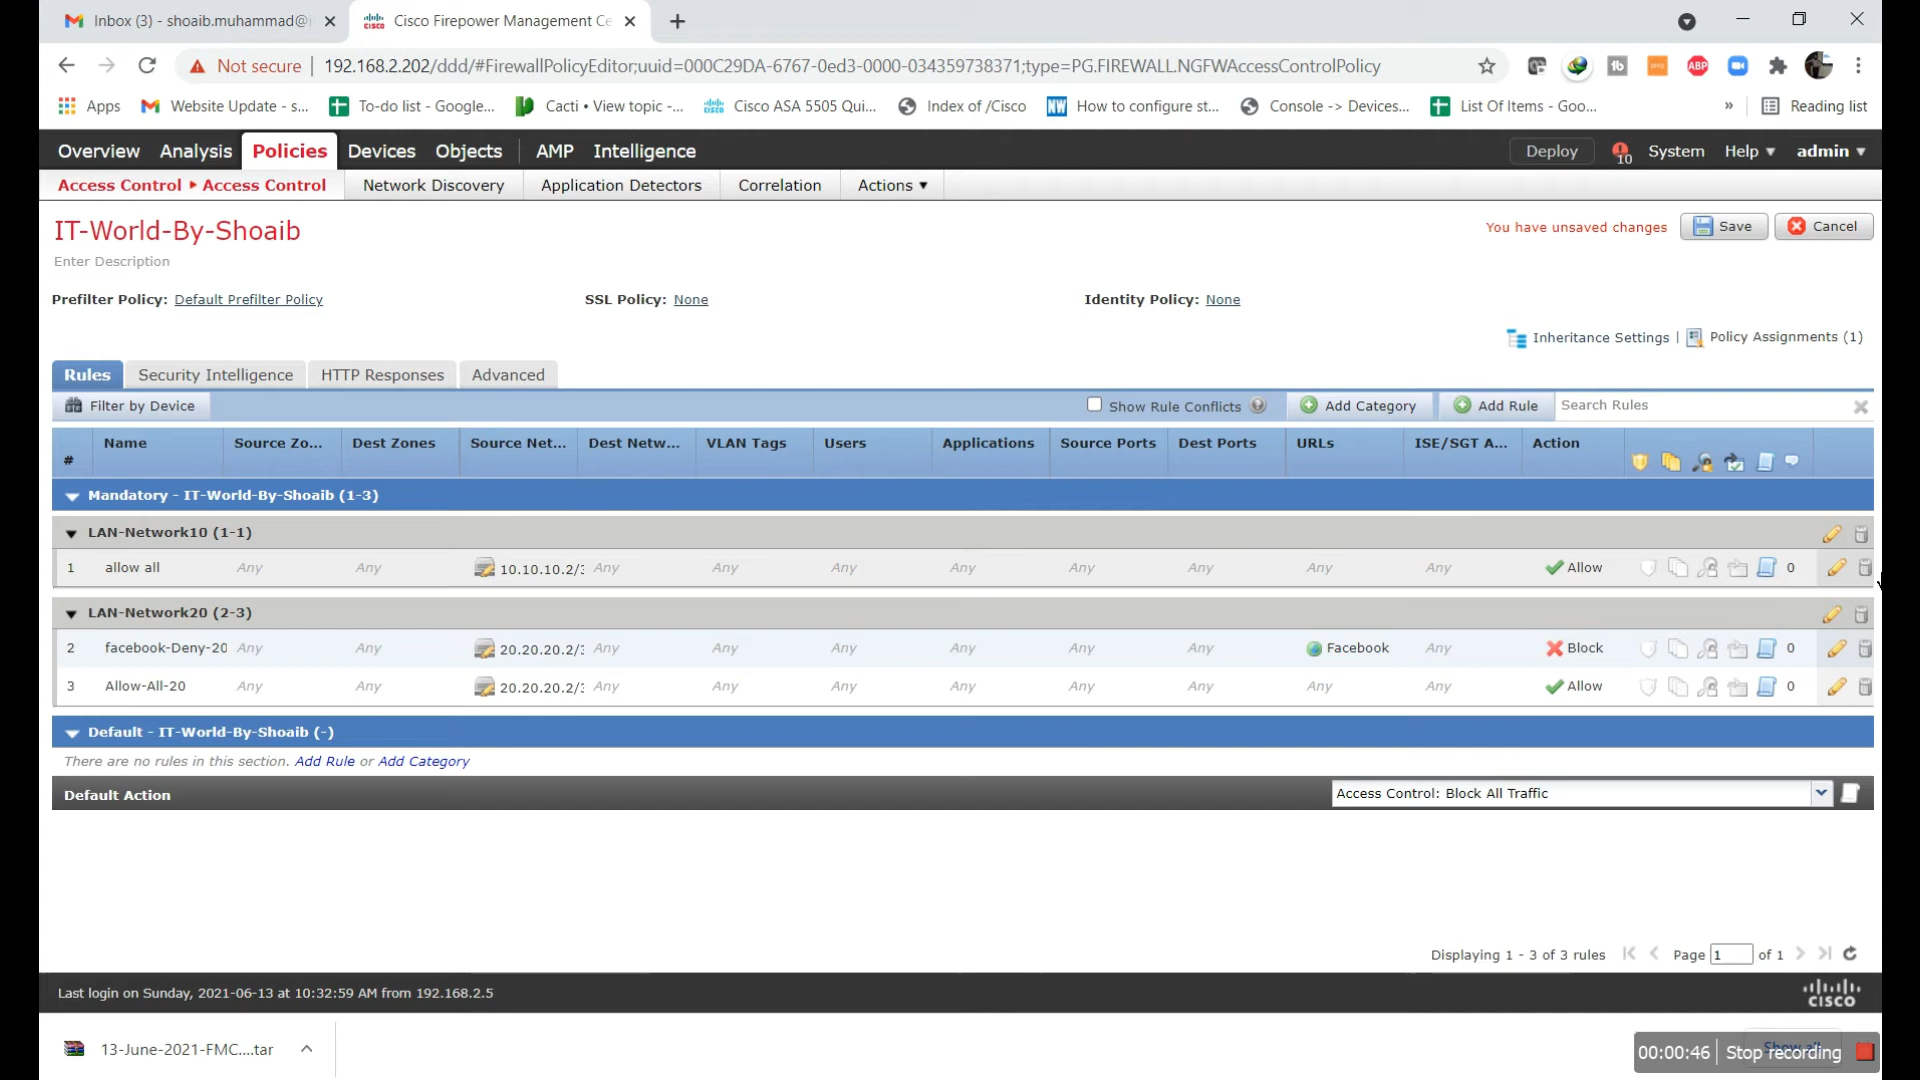 Inbox (3) - shoaib.muhammad@
Cisco Firepower Management Ce
Not secure | 192.168.2.202/ddd/#FirewallPolicyEditor;uuid=000C29DA-6767-0ed3-0000-034359738371;type=PG.FIREWALL.NGFWAccessControlPolicy
ABP
Apps Website Update - s... To-do list - Google... Cacti • View topic -... Cisco ASA 5505 Qui... Index of /Cisco NW How to configure st... Console -> Devices... List Of Items - Goo... » Reading list
Overview Analysis Policies Devices Objects AMP Intelligence Deploy 10 System Help admin
Access Control Access Control Network Discovery Application Detectors Correlation Actions
IT-World-By-Shoaib
You have unsaved changes Save Cancel
Enter Description
Prefilter Policy: Default Prefilter Policy SSL Policy: None Identity Policy: None
Inheritance Settings | Policy Assignments (1)
Rules Security Intelligence HTTP Responses Advanced
Filter by Device Show Rule Conflicts Add Category Add Rule Search Rules
# Name Source Zo... Dest Zones Source Net... Dest Netw... VLAN Tags Users Applications Source Ports Dest Ports URLs ISE/SGT A... Action
Mandatory - IT-World-By-Shoaib (1-3)
LAN-Network10 (1-1)
1 allow all Any Any 10.10.10.2/3 Any Any Any Any Any Any Any Any Allow 0
LAN-Network20 (2-3)
2 facebook-Deny-20 Any Any 20.20.20.2/3 Any Any Any Any Any Any Facebook Any Block 0
3 Allow-All-20 Any Any 20.20.20.2/3 Any Any Any Any Any Any Any Any Allow 0
Default - IT-World-By-Shoaib (-)
There are no rules in this section. Add Rule or Add Category
Default Action Access Control: Block All Traffic
Displaying 1 - 3 of 3 rules Page 1 of 1
Last login on Sunday, 2021-06-13 at 10:32:59 AM from 192.168.2.5
cisco
13-June-2021-FMC....tar
00:00:46 Stop recording